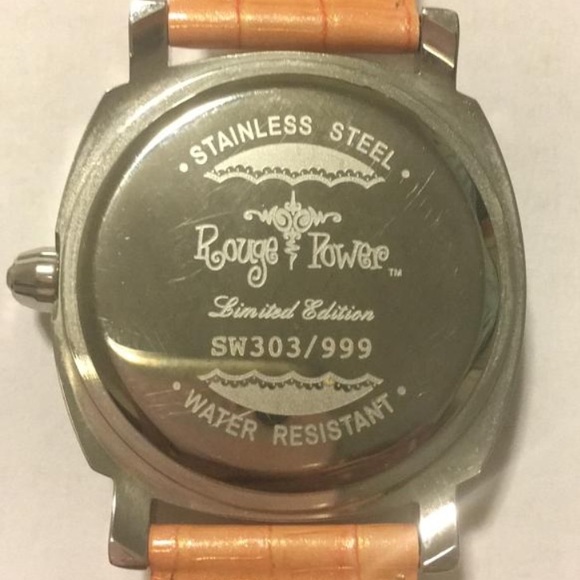 • STAINLESS STEEL •
Rouge Power™
Limited Edition
SW303/999
• WATER RESISTANT •